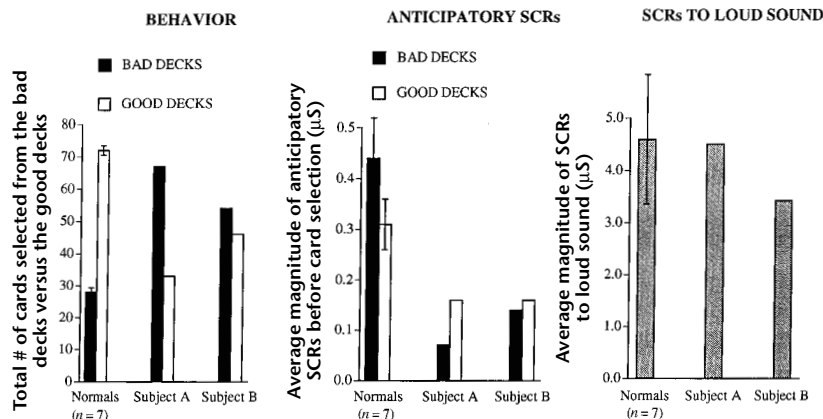 BEHAVIOR
BAD DECKS
GOOD DECKS
Total # of cards selected from the bad
decks versus the good decks
80
70
60
50
40
30
20
10
0
Normals
(n = 7)
Subject A
Subject B
ANTICIPATORY SCRs
BAD DECKS
GOOD DECKS
Average magnitude of anticipatory
SCRs before card selection (µS)
0.5
0.4
0.3
0.2
0.1
0.0
Normals
(n = 7)
Subject A
Subject B
SCRs TO LOUD SOUND
Average magnitude of SCRs
to loud sound (µS)
5.0
4.0
3.0
2.0
1.0
0.0
Normals
(n = 7)
Subject A
Subject B